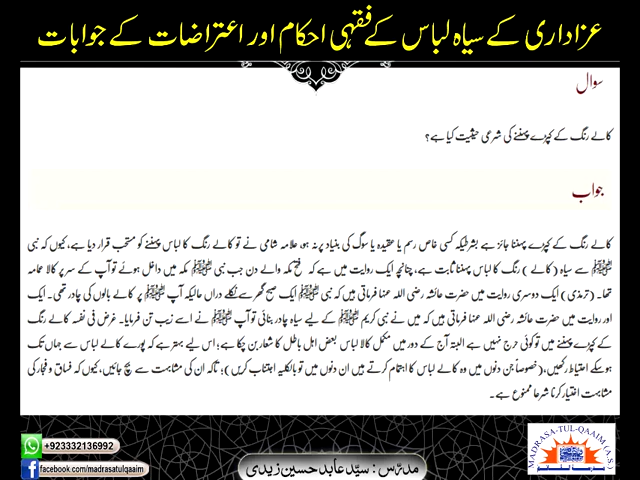 عزاداری کے سیاہ لباس کے فقہی احکام اور اعتراضات کے جوابات
سوال
کالے رنگ کے کپڑے پہننے کی شرعی حیثیت کیا ہے؟
جواب
کالے رنگ کے کپڑے پہننا جائز ہے بشرطیکہ کسی خاص رسم یا عقیدہ یا سوگ کی بنیاد پر نہ ہو، علامہ شامی نے تو کالے رنگ کا لباس پہننے کو مستحب قرار دیا ہے، کیوں کہ نبی
ﷺ سے سیاہ (کالے) رنگ کا لباس پہننا ثابت ہے، چنانچہ ایک روایت میں ہے کہ فتح مکہ والے دن جب نبی ﷺ مکہ میں داخل ہوئے تو آپ کے سر پر کالا عمامہ
تھا۔ (ترمذی) ایک دوسری روایت میں حضرت عائشہ رضی اللہ عنہا فرماتی ہیں کہ نبی ﷺ ایک صبح گھر سے نکلے دراں حالیکہ آپ ﷺ پر کالے بالوں کی چادر تھی۔ ایک
اور روایت میں حضرت عائشہ رضی اللہ عنہا فرماتی ہیں کہ میں نے نبی کریم ﷺ کے لیے سیاہ چادر بنائی تو آپ ﷺ نے اسے زیب تن فرمایا۔ غرض فی نفسہ کالے رنگ
کے کپڑے پہننے میں تو کوئی حرج نہیں ہے البتہ آج کے دور میں مکمل کالا لباس بعض اہل باطل کا شعار بن چکا ہے؛ اس لیے بہتر ہے کہ پورے کالے لباس سے جہاں تک
ہوسکے احتیاط رکھیں، (خصوصاً جن دنوں میں وہ کالے لباس کا اہتمام کرتے ہیں ان دنوں میں تو بالکلیہ اجتناب کریں)؛ تاکہ ان کی مشابہت سے بچ جائیں، کیوں کہ فساق و فجار کی
مشابہت اختیار کرنا شرعا ممنوع ہے۔
+923332136992
facebook.com/madrasatulqaaim
مدرس : سید عابد حسین زیدی
MADRASA-TUL-QAAIM (A.S)